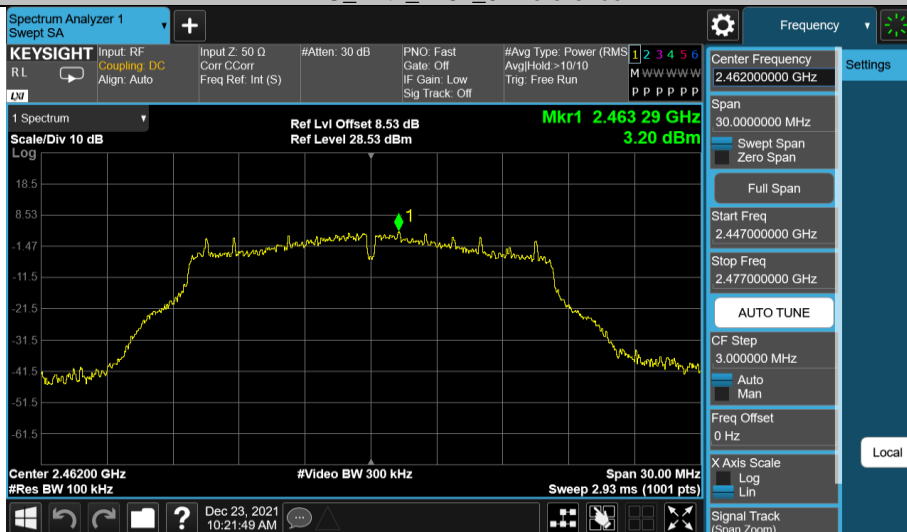 Spectrum Analyzer 1
Swept SA
Frequency
KEYSIGHT
R L
LXI
Input: RF
Coupling: DC
Align: Auto
Input Z: 50 Ω
Corr CCorr
Freq Ref: Int (S)
#Atten: 30 dB
PNO: Fast
Gate: Off
IF Gain: Low
Sig Track: Off
#Avg Type: Power (RMS
Avg|Hold:>10/10
Trig: Free Run
1 2 3 4 5 6
M W W W W W
P P P P P P
1 Spectrum
Scale/Div 10 dB
Log
Ref Lvl Offset 8.53 dB
Ref Level 28.53 dBm
Mkr1 2.463 29 GHz
3.20 dBm
18.5
8.53
-1.47
-11.5
-21.5
-31.5
-41.5
-51.5
-61.5
1
Center 2.46200 GHz
#Res BW 100 kHz
#Video BW 300 kHz
Span 30.00 MHz
Sweep 2.93 ms (1001 pts)
Dec 23, 2021
10:21:49 AM
Center Frequency
2.462000000 GHz
Settings
Span
30.0000000 MHz
Swept Span
Zero Span
Full Span
Start Freq
2.447000000 GHz
Stop Freq
2.477000000 GHz
AUTO TUNE
CF Step
3.000000 MHz
Auto
Man
Freq Offset
0 Hz
Local
X Axis Scale
Log
Lin
Signal Track
(Span Zoom)